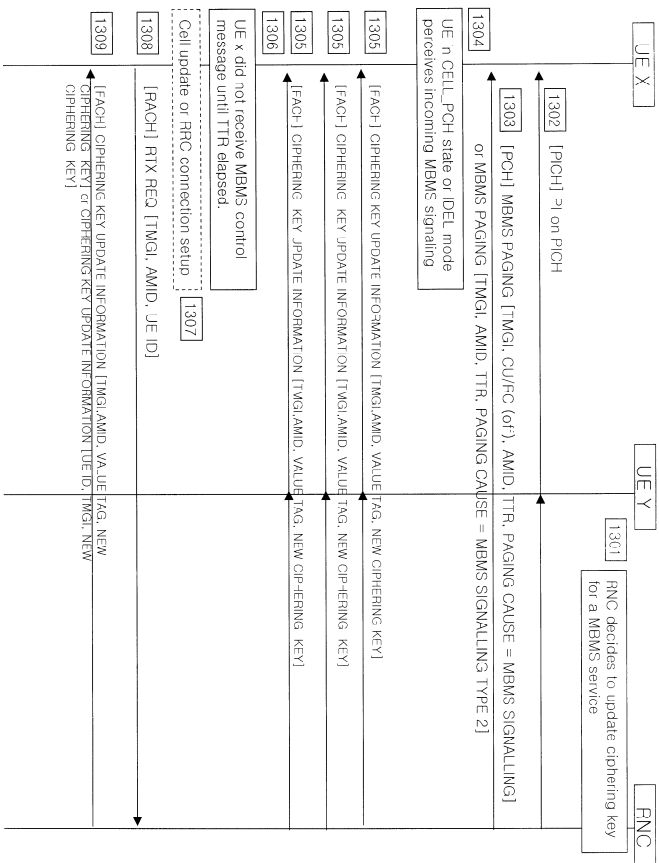 UE X
UE Y
RNC
1301
RNC decides to update ciphering key
for a MBMS service
1302
[PICH] PI on PICH
1303
[PCH] MBMS PAGING [TMGI, CU/FC (of'), AMID, TTR, PAGING CAUSE = MBMS SIGNALLING]
or MBMS PAGING [TMGI, AMID, TTR, PAGING CAUSE = MBMS SIGNALLING TYPE 2]
1304
UE n CELL_PCH state or IDEL mode
perceives incoming MBMS signaling
1305
[FACH] CIPHERING KEY UPDATE INFORMATION [TMGI,AMID, VALUE TAG, NEW CIPHERING KEY]
1305
[FACH] CIPHERING KEY UPDATE INFORMATION [TMGI,AMID, VALUE TAG, NEW CIPHERING KEY]
1305
[FACH] CIPHERING KEY UPDATE INFORMATION [TMGI,AMID, VALUE TAG, NEW CIPHERING KEY]
1306
UE x did not receive MBMS control
message until TTR elapsed.
Cell update or RRC connection setup
1307
1308
[RACH] RTX REQ [TMGI, AMID, UE ID]
1309
[FACH] CIPHERING KEY UPDATE INFORMATION [TMGI,AMID, VALUE TAG, NEW
CIPHERING KEY] or CIPHERING KEY UPDATE INFORMATION [UE ID, TMGI, NEW
CIPHERING KEY]